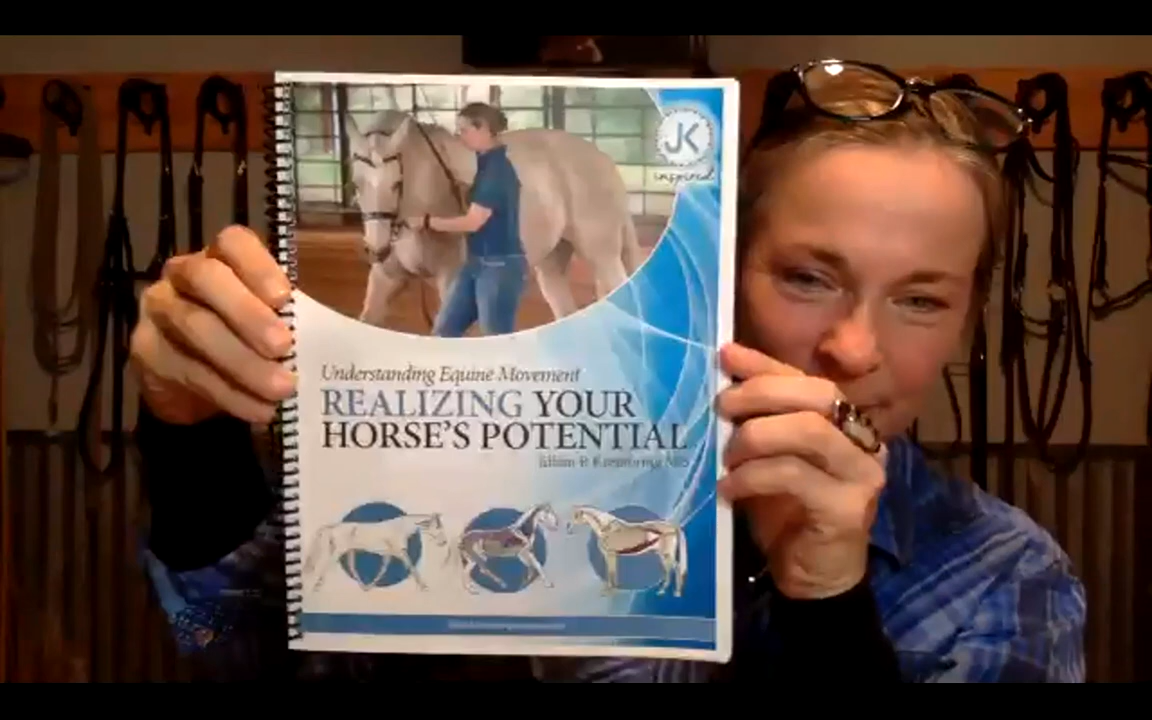 JK
inspired
Understanding Equine Movement
REALIZING YOUR
HORSE'S POTENTIAL